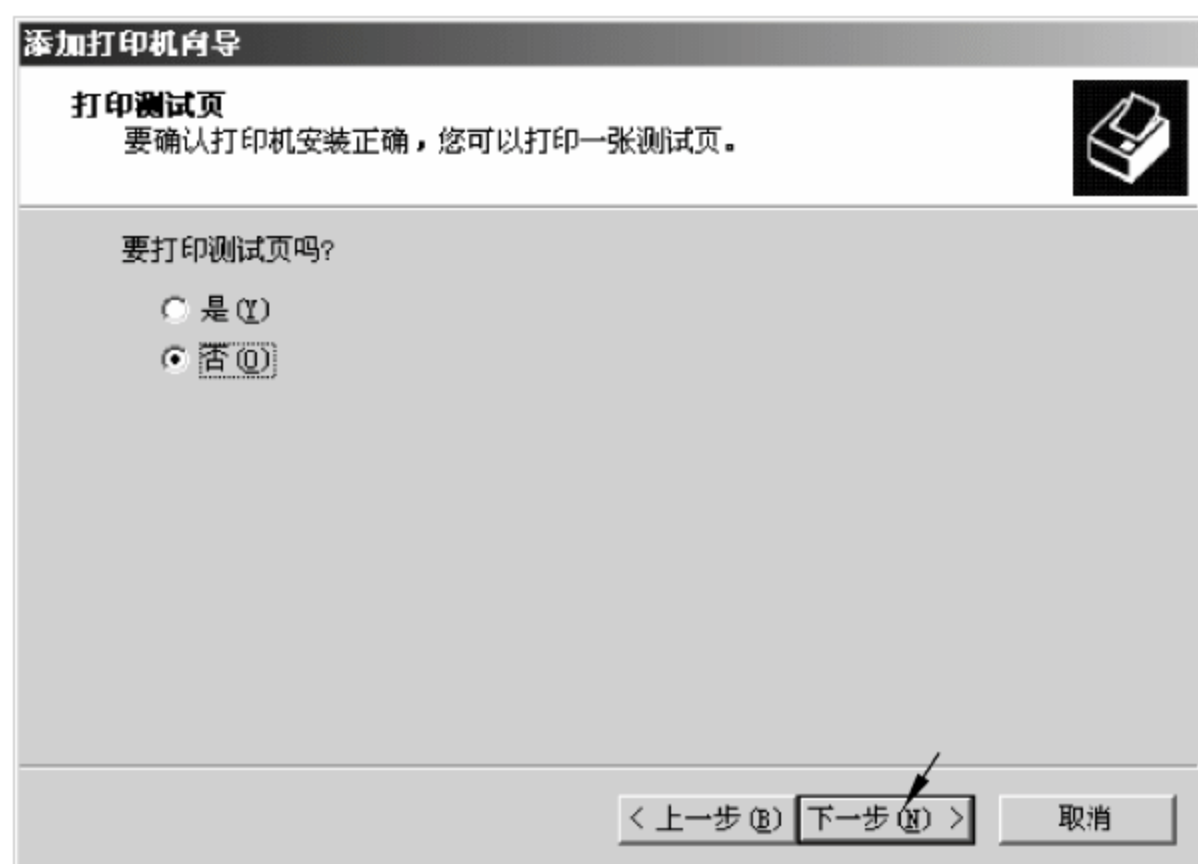 添加打印机向导
打印测试页
要确认打印机安装正确，您可以打印一张测试页。
要打印测试页吗?
是(Y)
否(O)
< 上一步(B) 下一步(N) > 取消